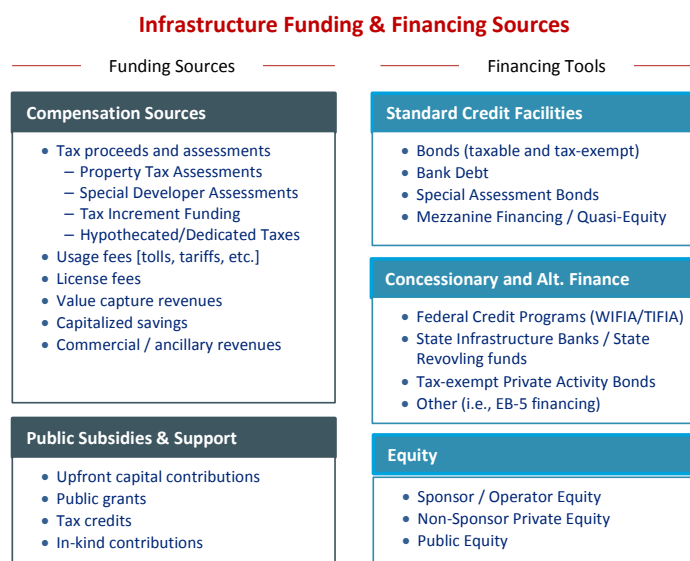 Infrastructure Funding & Financing Sources
Funding Sources
Compensation Sources
• Tax proceeds and assessments
– Property Tax Assessments
– Special Developer Assessments
– Tax Increment Funding
– Hypothecated/Dedicated Taxes
• Usage fees [tolls, tariffs, etc.]
• License fees
• Value capture revenues
• Capitalized savings
• Commercial / ancillary revenues
Public Subsidies & Support
• Upfront capital contributions
• Public grants
• Tax credits
• In-kind contributions
Financing Tools
Standard Credit Facilities
• Bonds (taxable and tax-exempt)
• Bank Debt
• Special Assessment Bonds
• Mezzanine Financing / Quasi-Equity
Concessionary and Alt. Finance
• Federal Credit Programs (WIFIA/TIFIA)
• State Infrastructure Banks / State
Revovling funds
• Tax-exempt Private Activity Bonds
• Other (i.e., EB-5 financing)
Equity
• Sponsor / Operator Equity
• Non-Sponsor Private Equity
• Public Equity